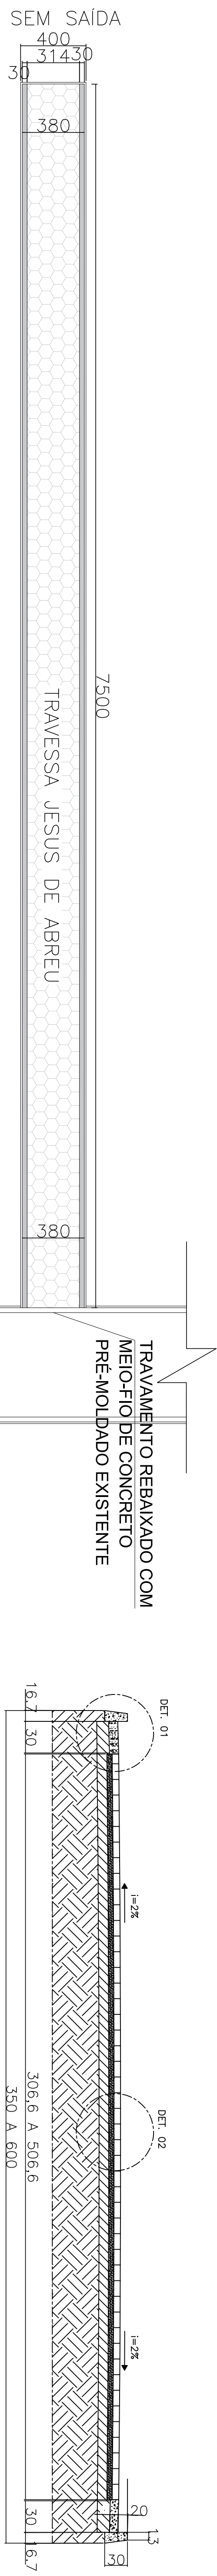 SEM SAÍDA
400
314
30
30
380
7500
TRAVESSA JESUS DE ABREU
380
TRAVAMENTO REBAIXADO COM
MEIO-FIO DE CONCRETO
PRÉ-MOLDADO EXISTENTE
DET. 01
i=2%
DET. 02
i=2%
16,7
30
306,6 A 506,6
350 A 600
30
16,7
20
13
30